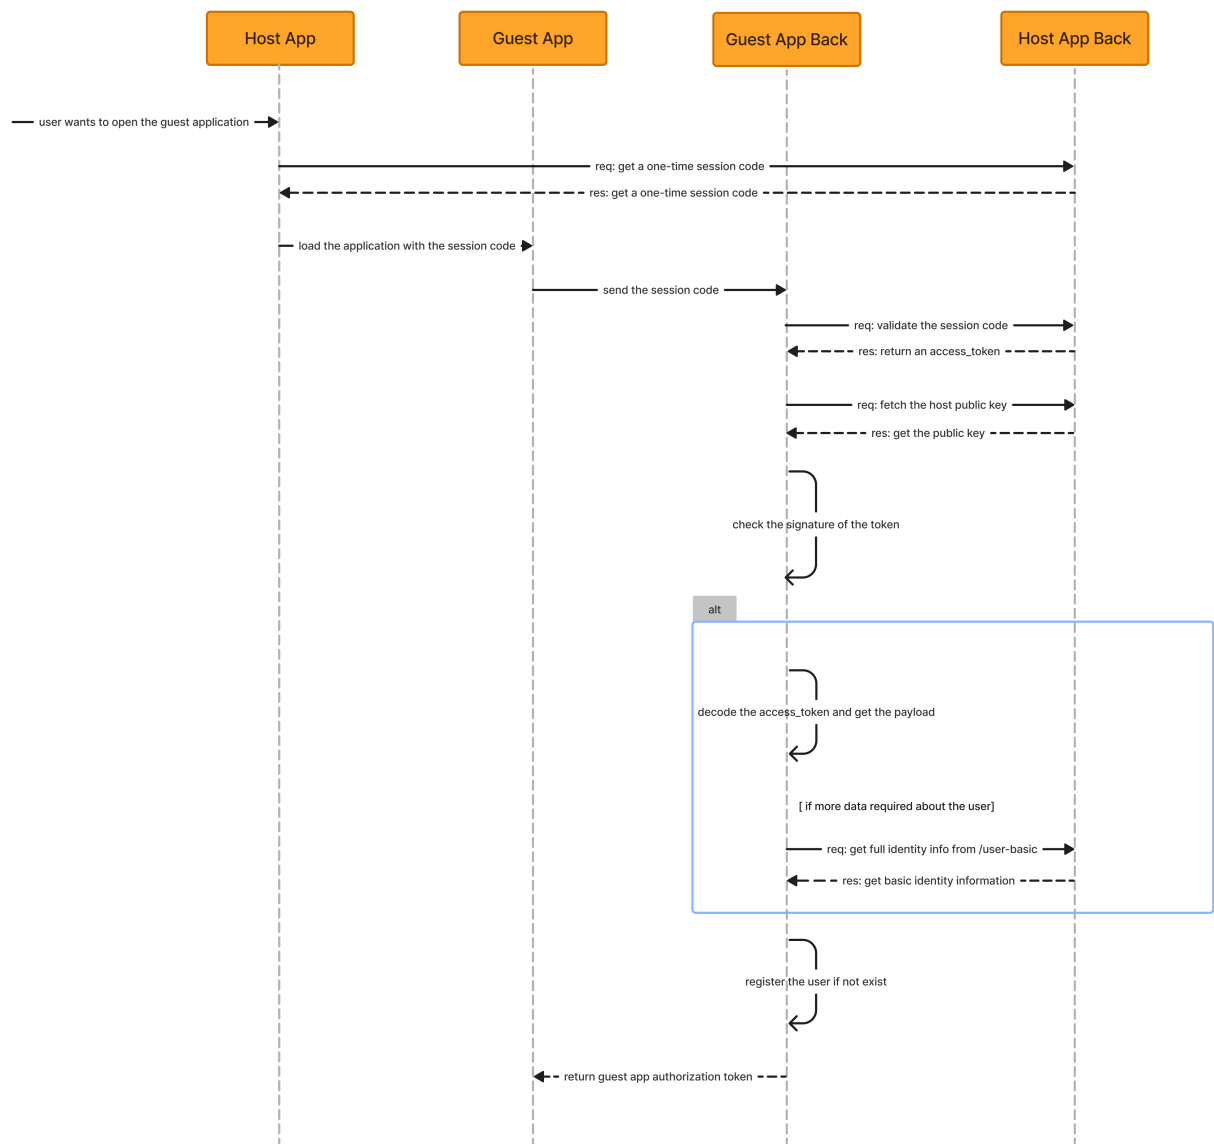 Host App
Guest App
Guest App Back
Host App Back
user wants to open the guest application
req: get a one-time session code
res: get a one-time session code
load the application with the session code
send the session code
req: validate the session code
res: return an access_token
req: fetch the host public key
res: get the public key
check the signature of the token
alt
decode the access_token and get the payload
[ if more data required about the user]
req: get full identity info from /user-basic
res: get basic identity information
register the user if not exist
return guest app authorization token